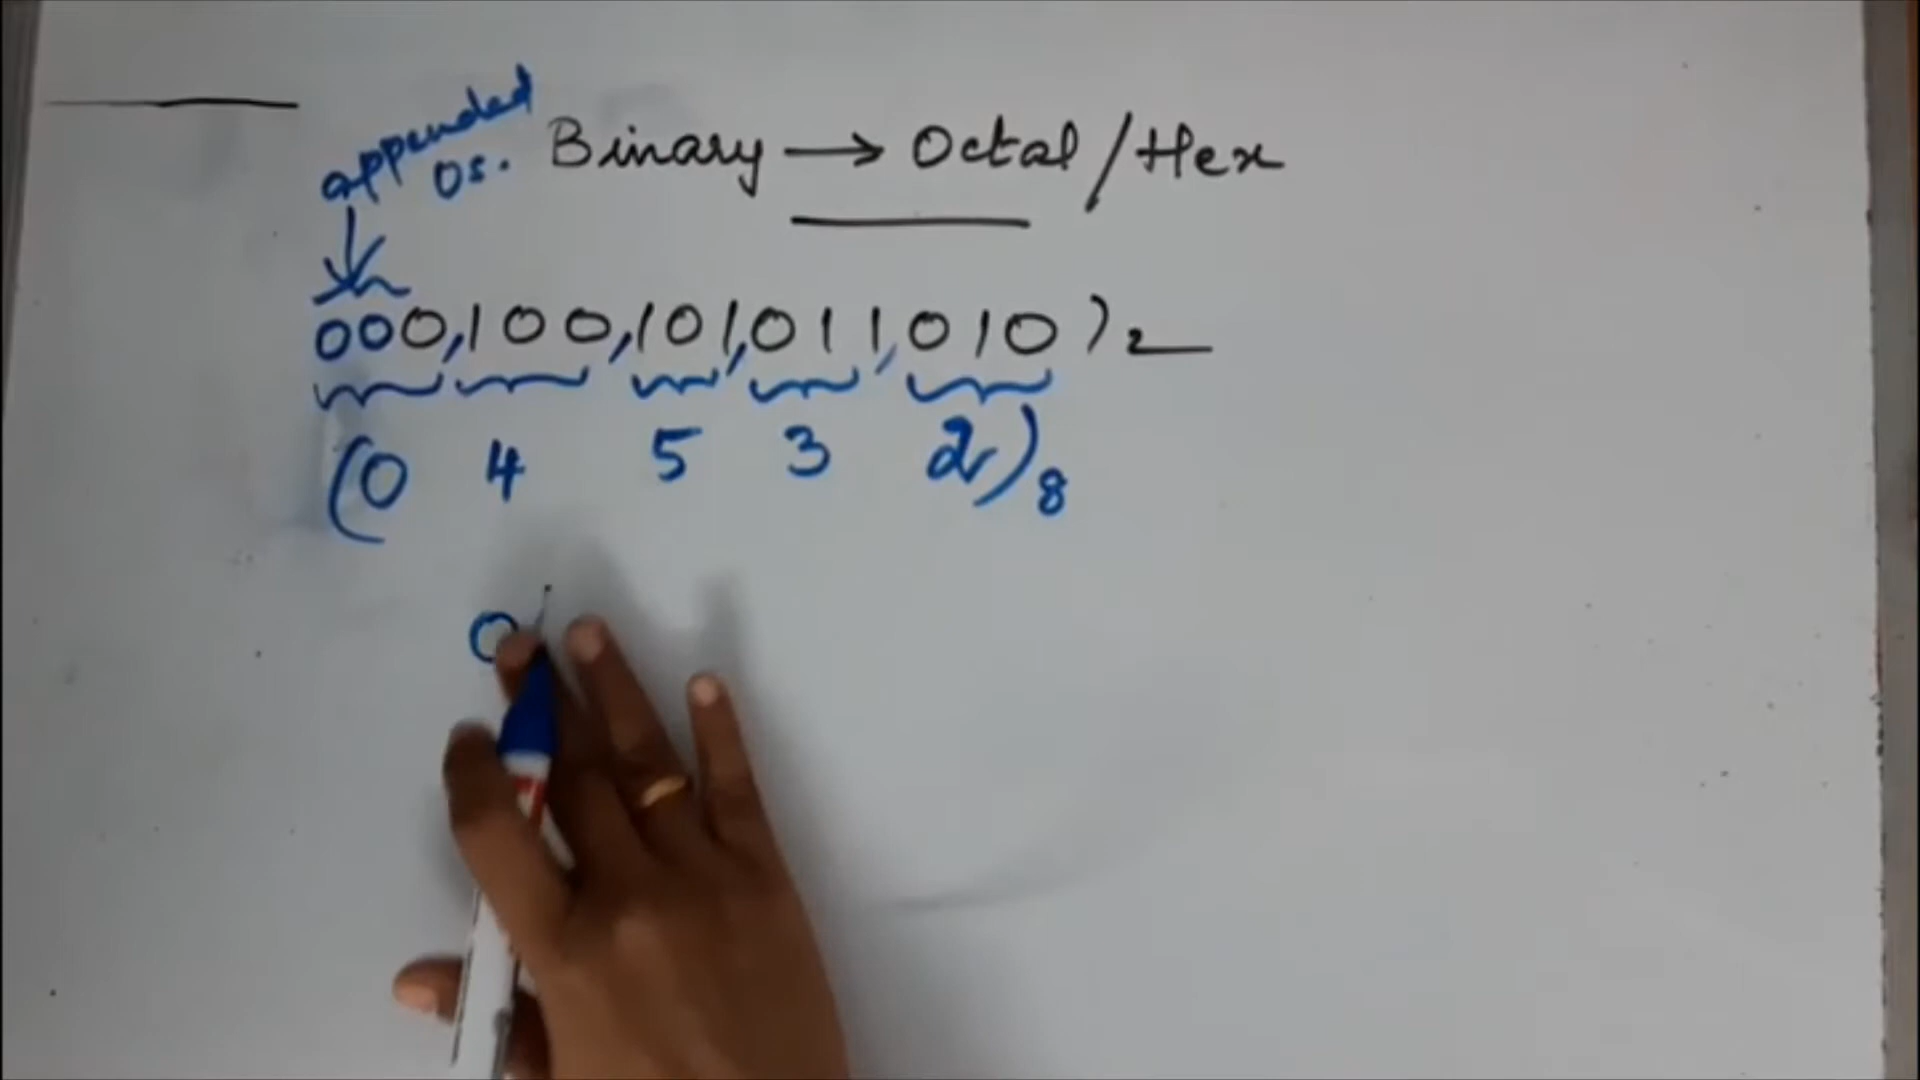 appended
0s.
Binary → Octal / Hex
000,100,101,011,010)2
(0 4 5 3 2)8
0